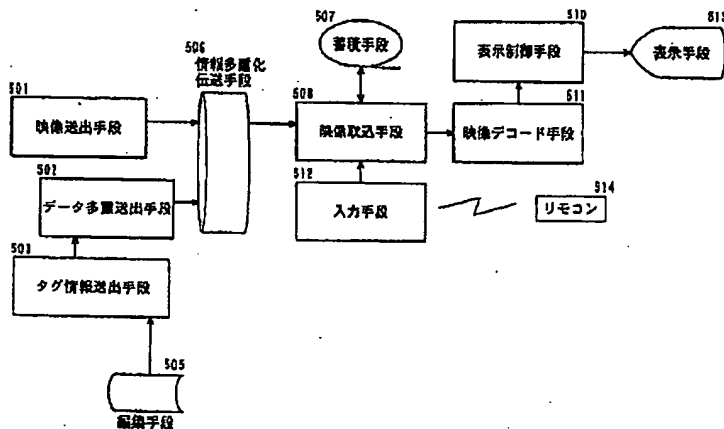 501
映像送出手段
502
データ多重送出手段
503
タグ情報送出手段
505
編集手段
506
情報多重化
伝送手段
507
蓄積手段
508
映像取込手段
512
入力手段
514
リモコン
510
表示制御手段
511
映像デコード手段
513
表示手段